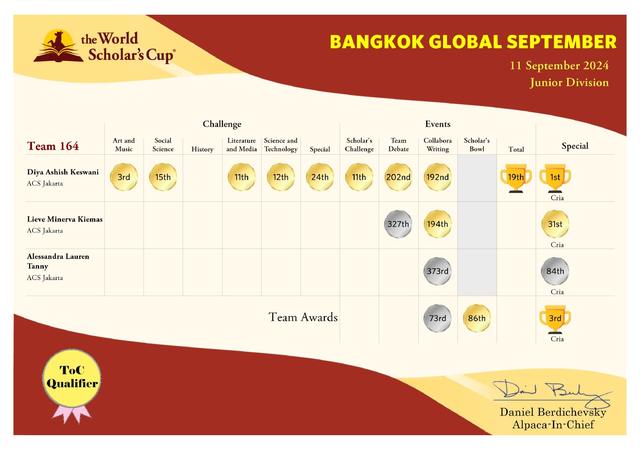 the World
Scholar's Cup®
BANGKOK GLOBAL SEPTEMBER
11 September 2024
Junior Division
Challenge
Events
Team 164
Art and Music
Social Science
History
Literature and Media
Science and Technology
Special
Scholar's Challenge
Team Debate
Collabora Writing
Scholar's Bowl
Total
Special
Diya Ashish Keswani
ACS Jakarta
3rd 15th 11th 12th 24th 11th 202nd 192nd 19th 1st
Cria
Lieve Minerva Kiemas
ACS Jakarta
327th 194th 31st
Cria
Alessandra Lauren
Tanny
ACS Jakarta
373rd 84th
Cria
Team Awards 73rd 86th 3rd
Cria
ToC
Qualifier
Daniel Berdichevsky
Alpaca-In-Chief